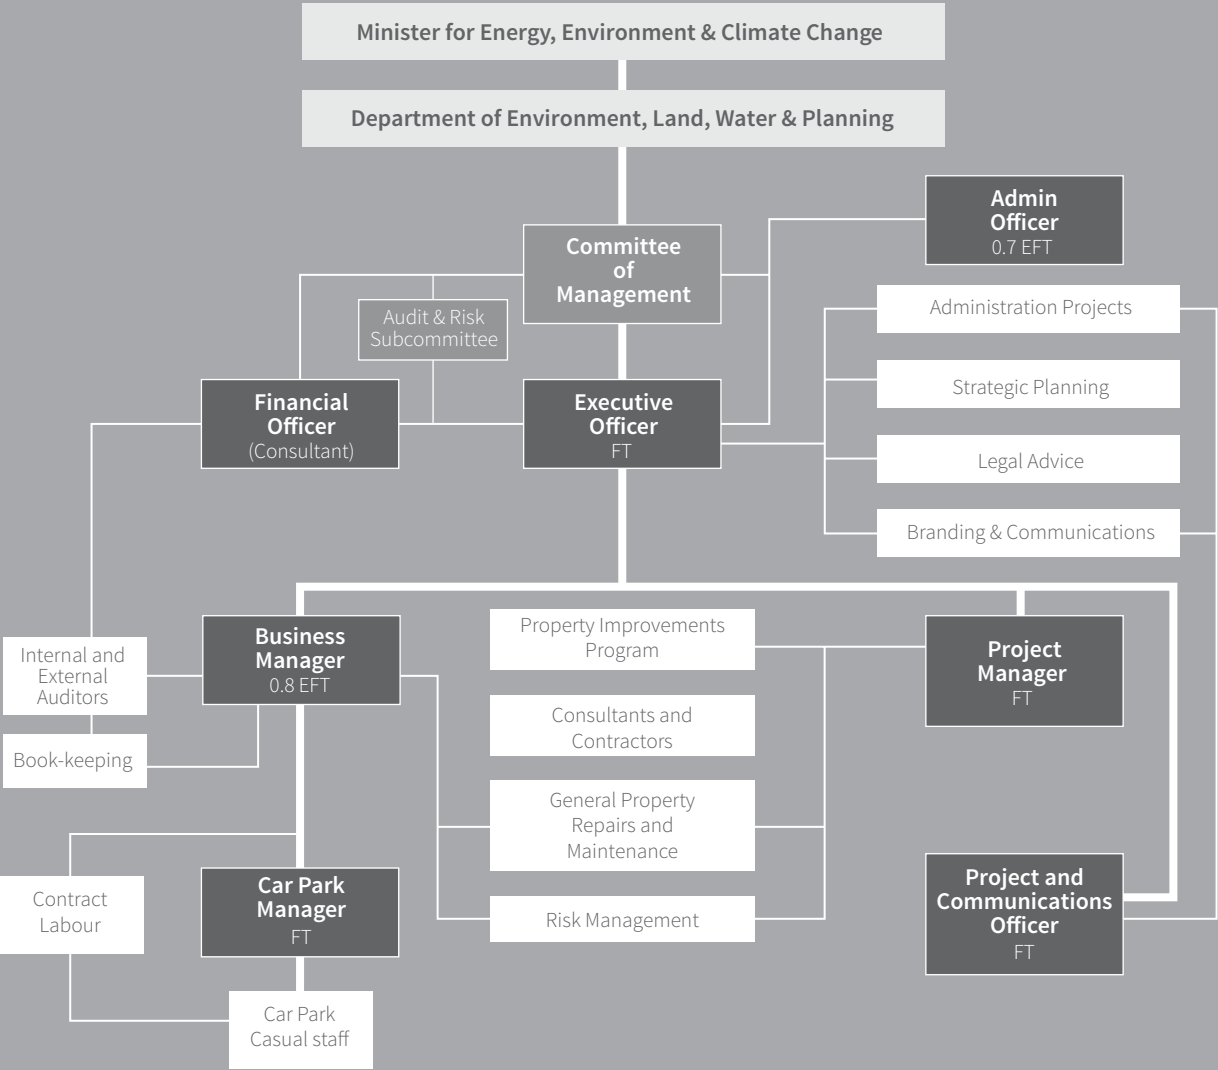 Minister for Energy, Environment & Climate Change
Department of Environment, Land, Water & Planning
Admin
Officer
0.7 EFT
Committee
of
Management
Audit & Risk
Subcommittee
Administration Projects
Strategic Planning
Legal Advice
Branding & Communications
Financial
Officer
(Consultant)
Executive
Officer
FT
Internal and
External
Auditors
Book-keeping
Business
Manager
0.8 EFT
Property Improvements
Program
Consultants and
Contractors
General Property
Repairs and
Maintenance
Risk Management
Project
Manager
FT
Contract
Labour
Car Park
Manager
FT
Project and
Communications
Officer
FT
Car Park
Casual staff